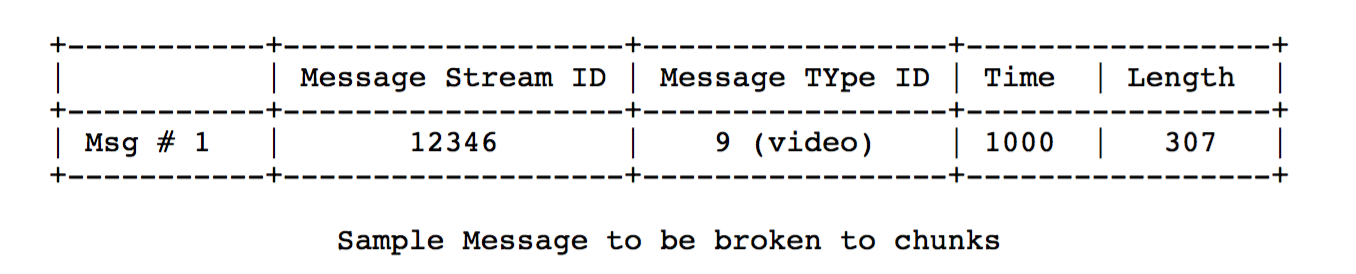 +-----------+-------------------+-----------------+-----------------+
|           | Message Stream ID | Message TYpe ID | Time  | Length  |
+-----------+-------------------+-----------------+-----------------+
| Msg # 1   |       12346       |    9 (video)    | 1000  |   307   |
+-----------+-------------------+-----------------+-----------------+
Sample Message to be broken to chunks